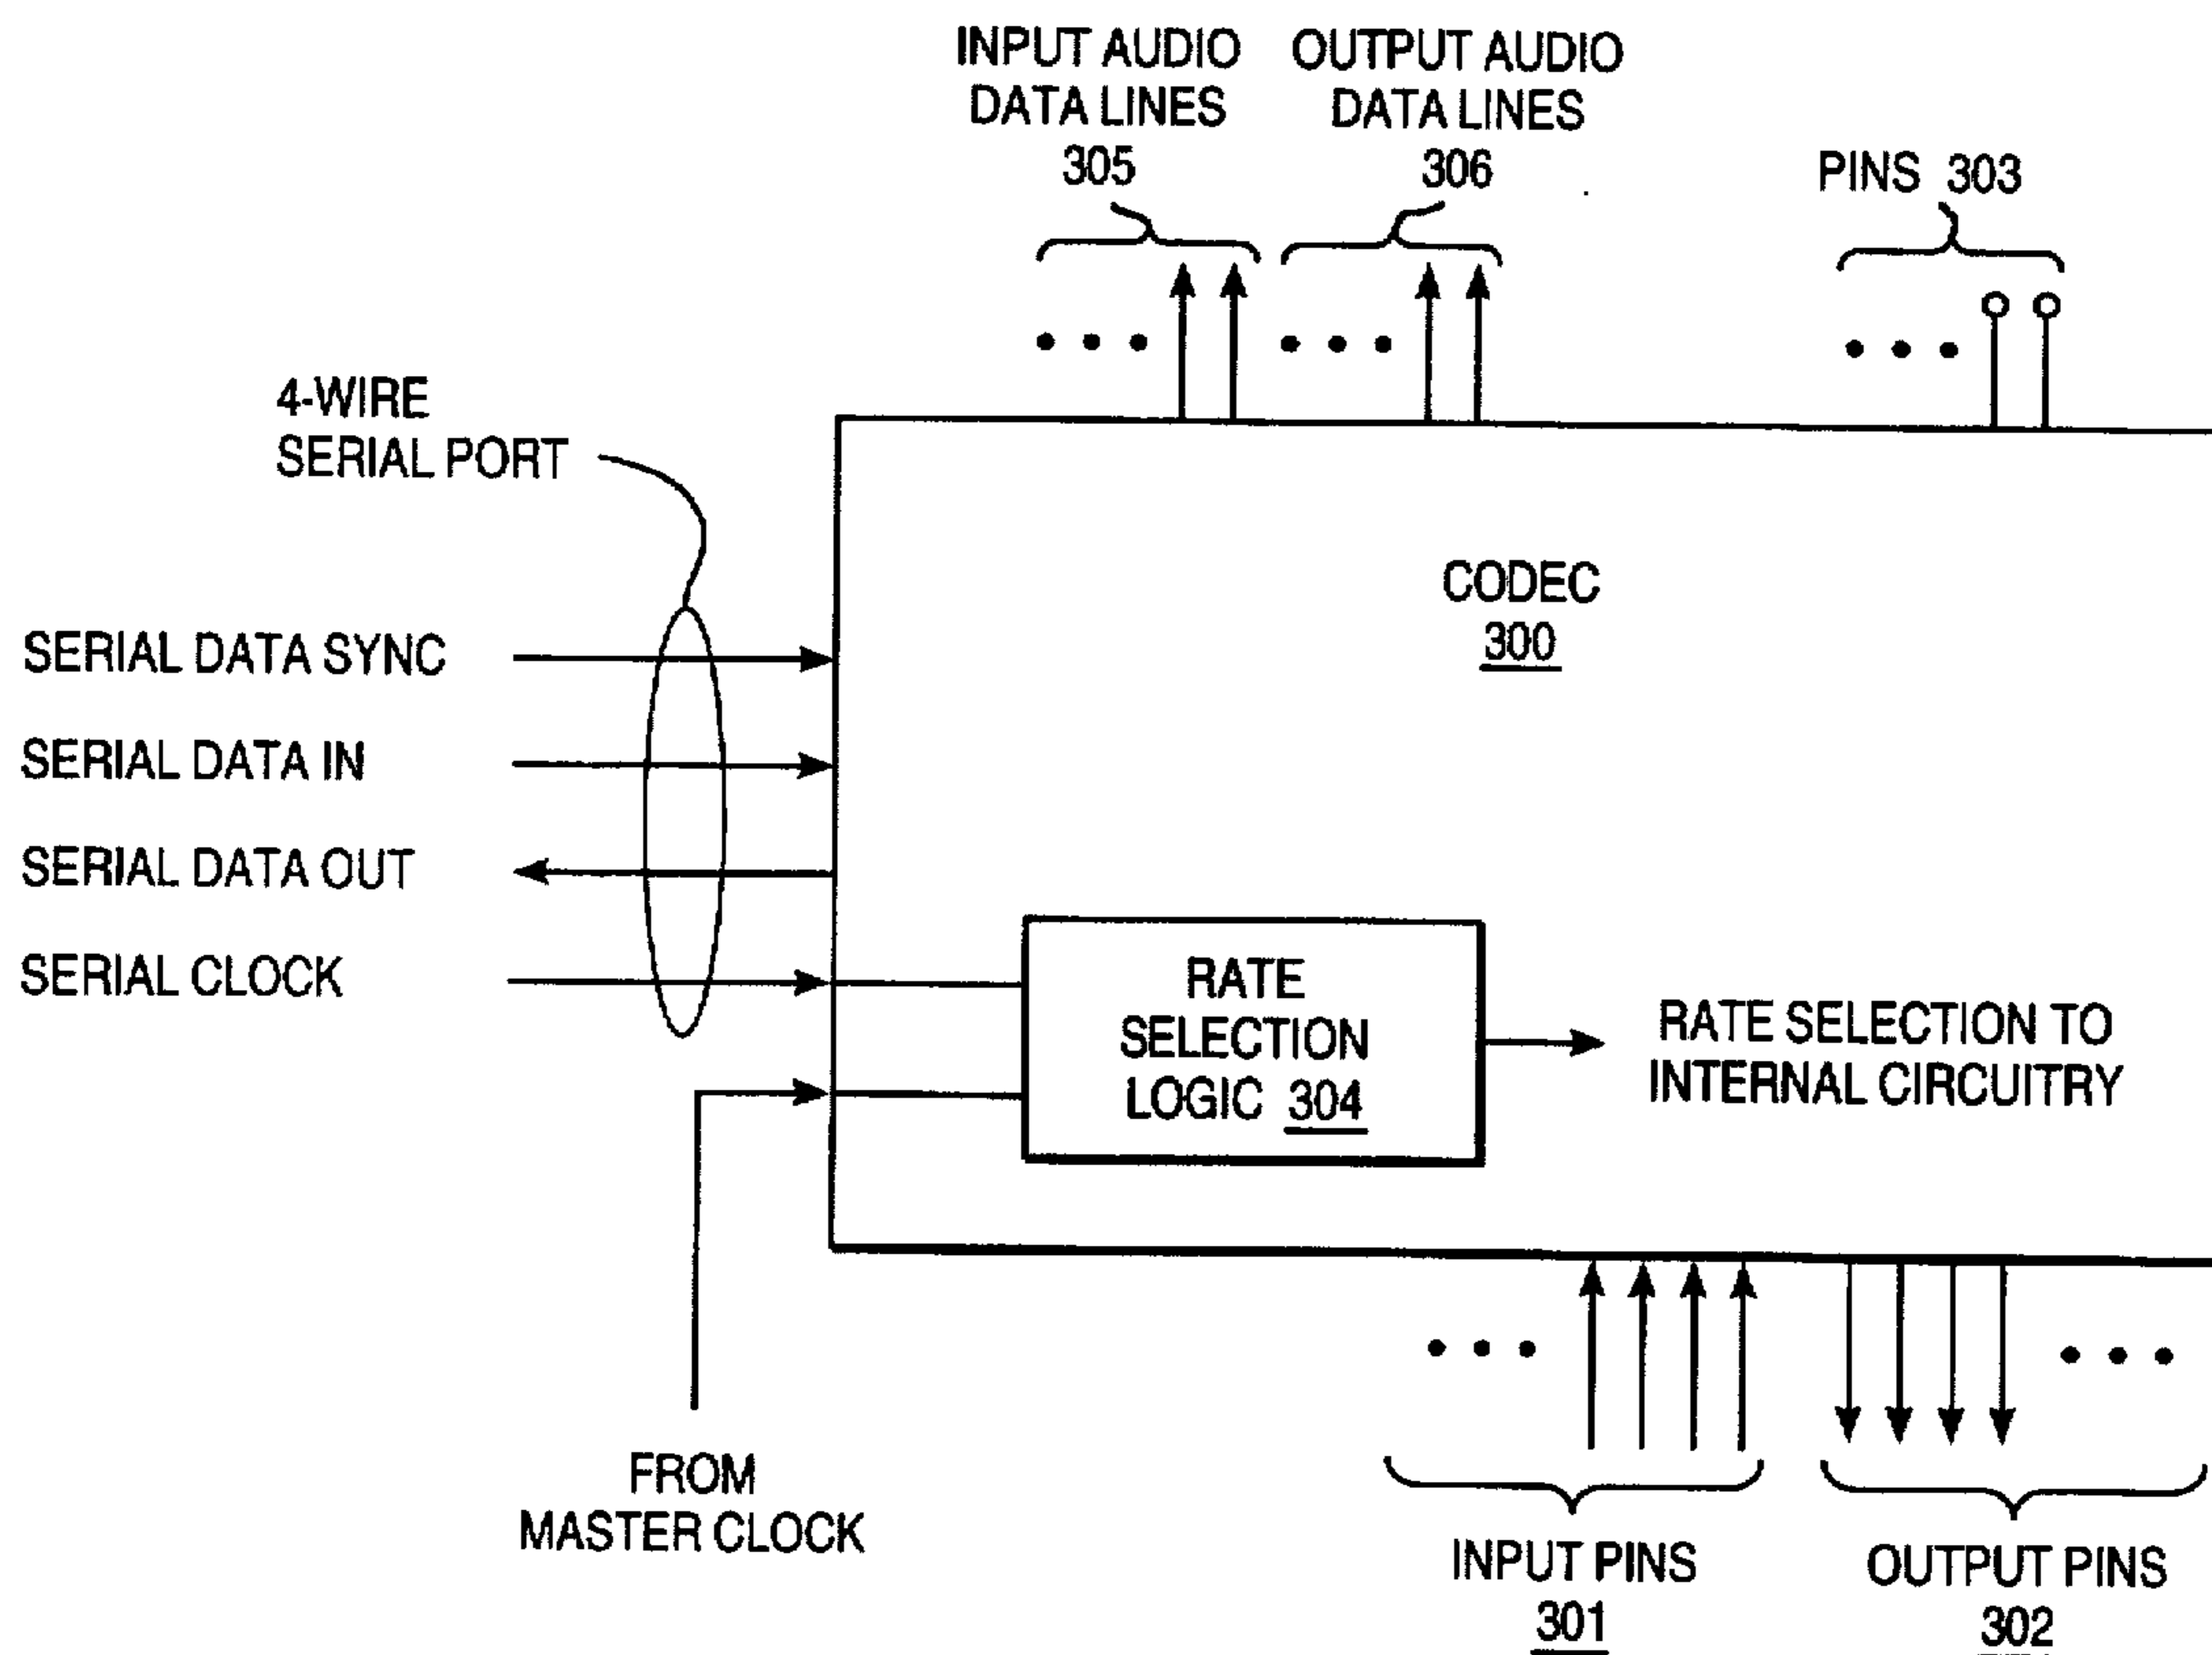 INPUT AUDIO
DATA LINES
305
OUTPUT AUDIO
DATA LINES
306
PINS 303
4-WIRE
SERIAL PORT
CODEC
300
SERIAL DATA SYNC
SERIAL DATA IN
SERIAL DATA OUT
SERIAL CLOCK
RATE
SELECTION
LOGIC 304
RATE SELECTION TO
INTERNAL CIRCUITRY
FROM
MASTER CLOCK
INPUT PINS
301
OUTPUT PINS
302